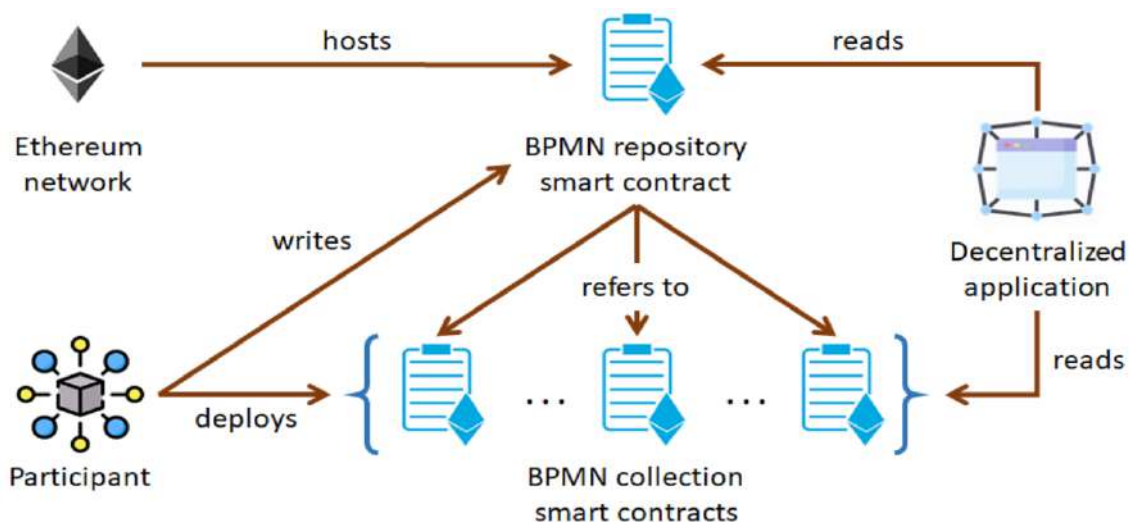 hosts
reads
Ethereum
network
BPMN repository
smart contract
writes
Decentralized
application
refers to
reads
deploys
... ...
Participant
BPMN collection
smart contracts